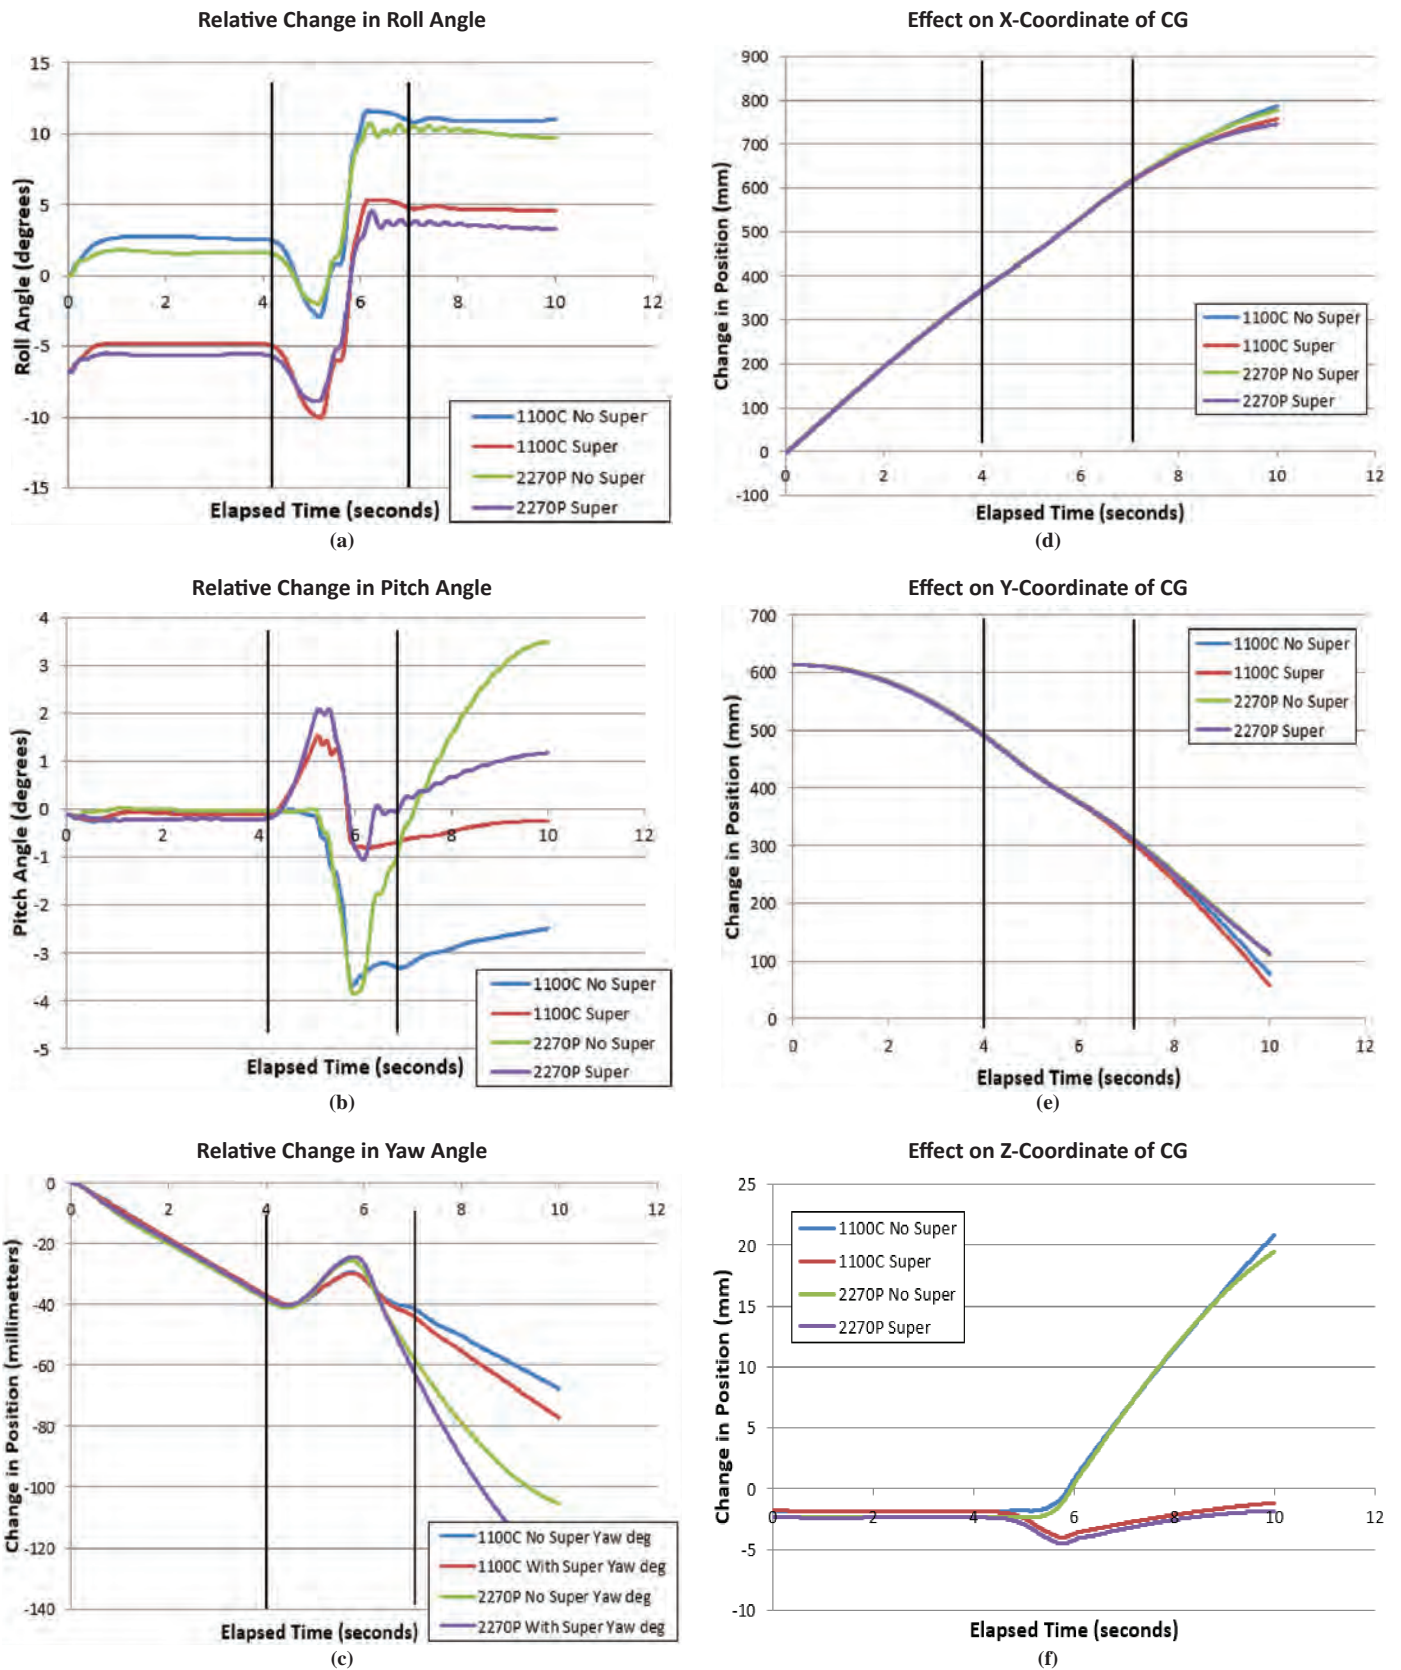 Relative Change in Roll Angle
15
10
5
0
-5
-10
-15
0
2
4
6
8
10
12
Roll Angle (degrees)
1100C No Super
1100C Super
2270P No Super
2270P Super
Elapsed Time (seconds)
(a)
Effect on X-Coordinate of CG
900
800
700
600
500
400
300
200
100
0
-100
0
2
4
6
8
10
12
Change in Position (mm)
1100C No Super
1100C Super
2270P No Super
2270P Super
Elapsed Time (seconds)
(d)
Relative Change in Pitch Angle
4
3
2
1
0
-1
-2
-3
-4
-5
0
2
4
6
8
10
12
Pitch Angle (degrees)
1100C No Super
1100C Super
2270P No Super
2270P Super
Elapsed Time (seconds)
(b)
Effect on Y-Coordinate of CG
700
600
500
400
300
200
100
0
0
2
4
6
8
10
12
Change in Position (mm)
1100C No Super
1100C Super
2270P No Super
2270P Super
Elapsed Time (seconds)
(e)
Relative Change in Yaw Angle
0
-20
-40
-60
-80
-100
-120
-140
0
2
4
6
8
10
12
Change in Position (millimetters)
1100C No Super Yaw deg
1100C With Super Yaw deg
2270P No Super Yaw deg
2270P With Super Yaw deg
Elapsed Time (seconds)
(c)
Effect on Z-Coordinate of CG
25
20
15
10
5
0
-5
-10
0
2
4
6
8
10
12
Change in Position (mm)
1100C No Super
1100C Super
2270P No Super
2270P Super
Elapsed Time (seconds)
(f)